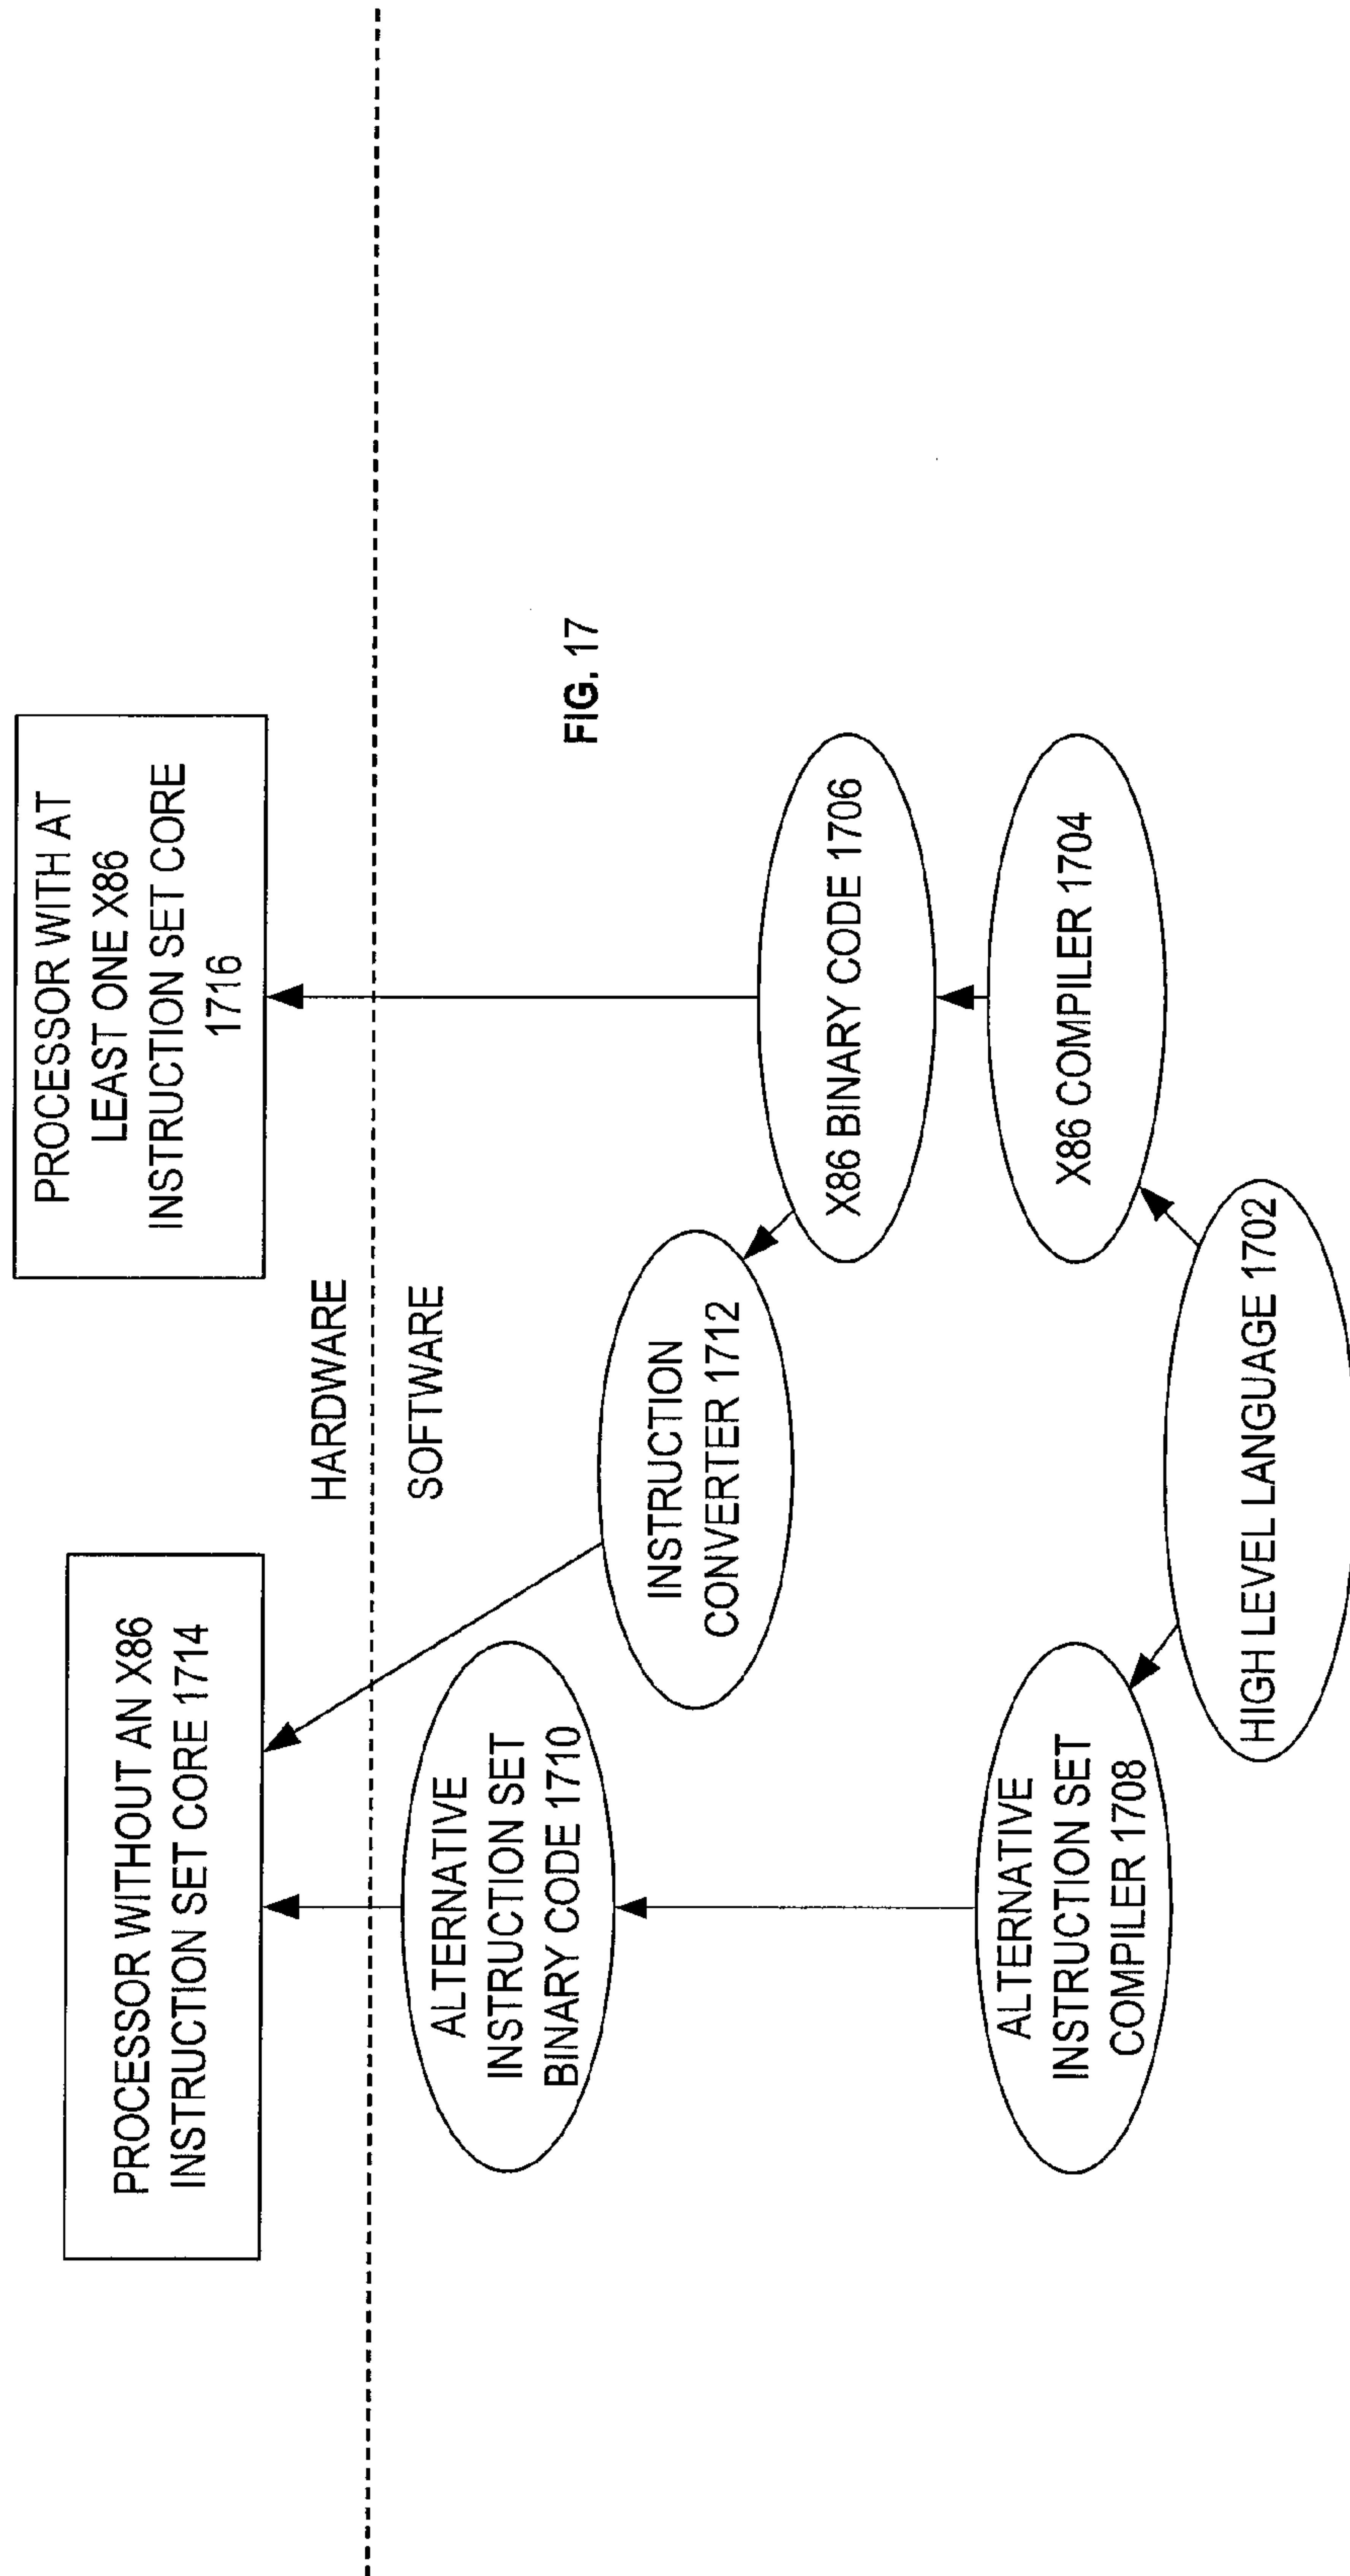 PROCESSOR WITHOUT AN X86
INSTRUCTION SET CORE 1714
PROCESSOR WITH AT
LEAST ONE X86
INSTRUCTION SET CORE
1716
HARDWARE
SOFTWARE
ALTERNATIVE
INSTRUCTION SET
BINARY CODE 1710
INSTRUCTION
CONVERTER 1712
FIG. 17
X86 BINARY CODE 1706
ALTERNATIVE
INSTRUCTION SET
COMPILER 1708
X86 COMPILER 1704
HIGH LEVEL LANGUAGE 1702